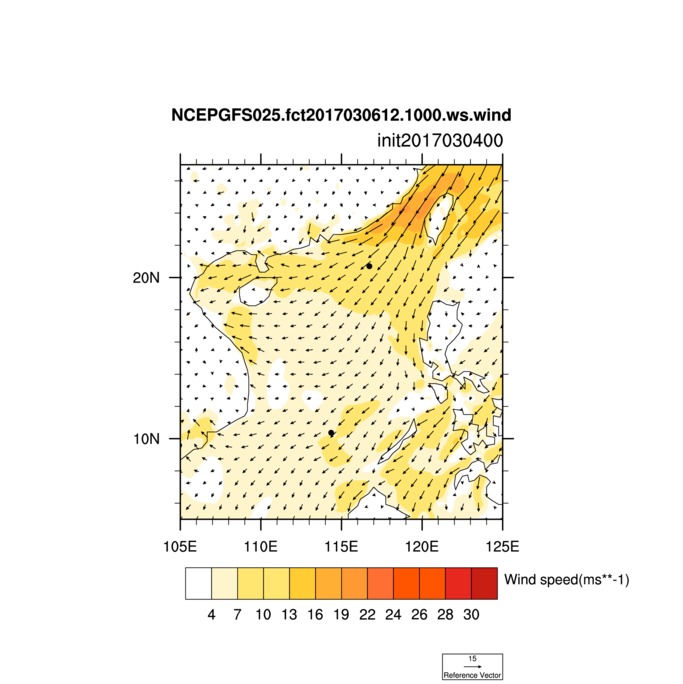 NCEPGFS025.fct2017030612.1000.ws.wind
init2017030400
20N
10N
105E 110E 115E 120E 125E
Wind speed(ms**-1)
4 7 10 13 16 19 22 24 26 28 30
15
Reference Vector